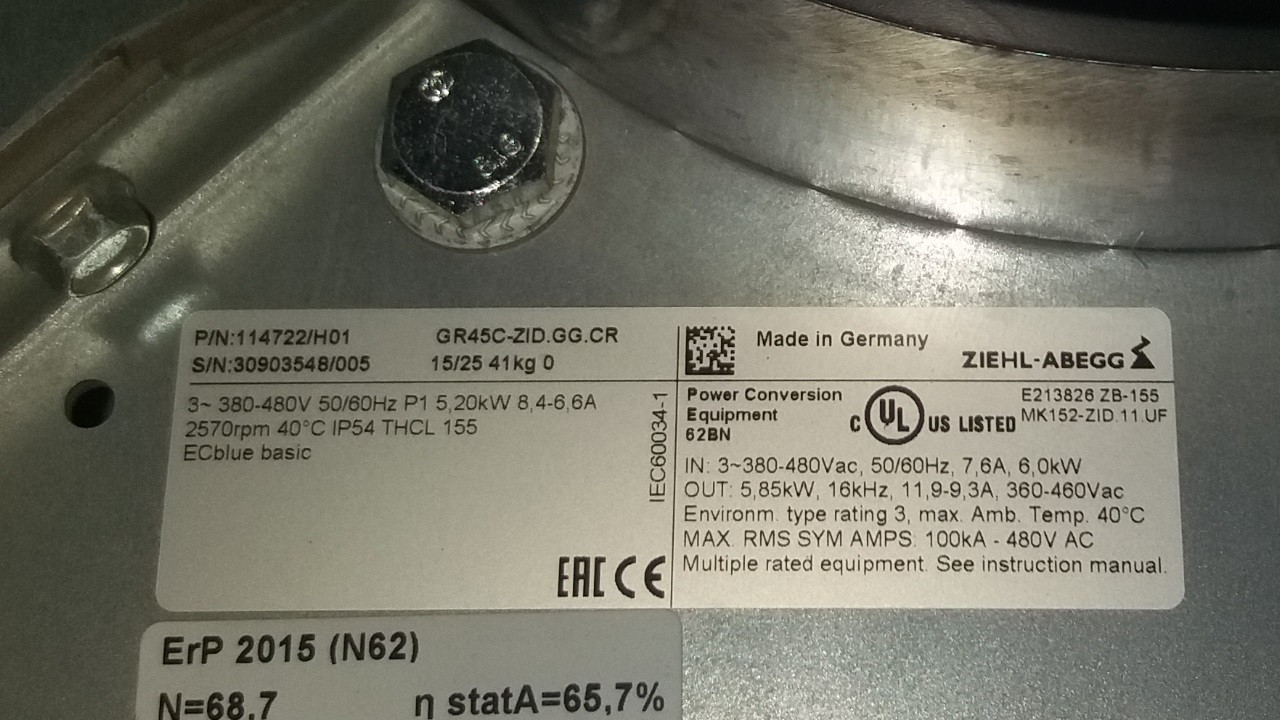 P/N:114722/H01 GR45C-ZID.GG.CR
S/N:30903548/005 15/25 41kg 0
3~ 380-480V 50/60Hz P1 5,20kW 8,4-6,6A
2570rpm 40°C IP54 THCL 155
ECblue basic
IEC60034-1
EAC CE
Made in Germany
ZIEHL-ABEGG
Power Conversion
Equipment
62BN
C UL US LISTED
E213826 ZB-155
MK152-ZID.11.UF
IN: 3~380-480Vac, 50/60Hz, 7,6A, 6,0kW
OUT: 5,85kW, 16kHz, 11,9-9,3A, 360-460Vac
Environm. type rating 3, max. Amb. Temp. 40°C
MAX. RMS SYM AMPS: 100kA - 480V AC
Multiple rated equipment. See instruction manual.
ErP 2015 (N62)
N=68,7 η statA=65,7%